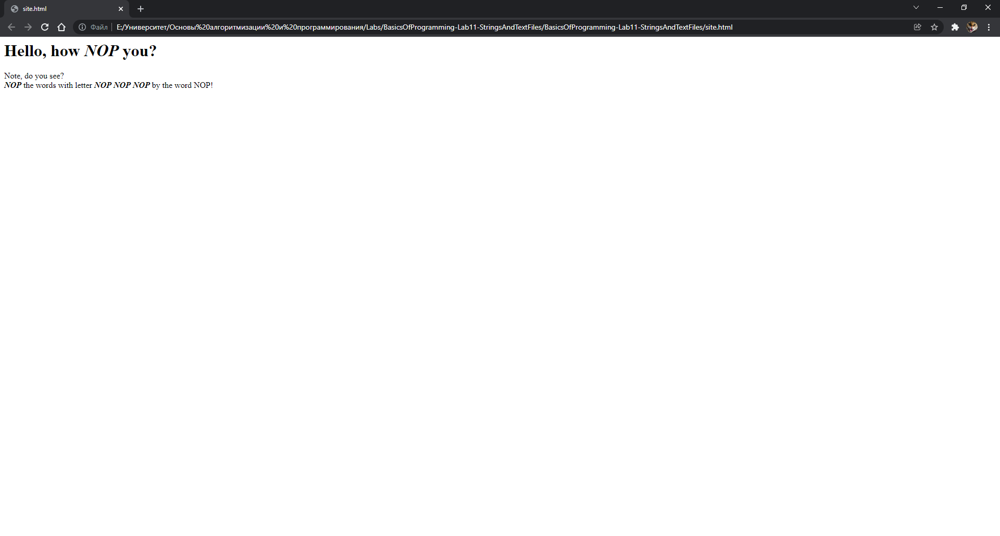 site.html
Файл E:/Университет/Основы%20алгоритмизации%20и%20программирования/Labs/BasicsOfProgramming-Lab11-StringsAndTextFiles/BasicsOfProgramming-Lab11-StringsAndTextFiles/site.html
Hello, how NOP you?
Note, do you see?
NOP the words with letter NOP NOP NOP by the word NOP!